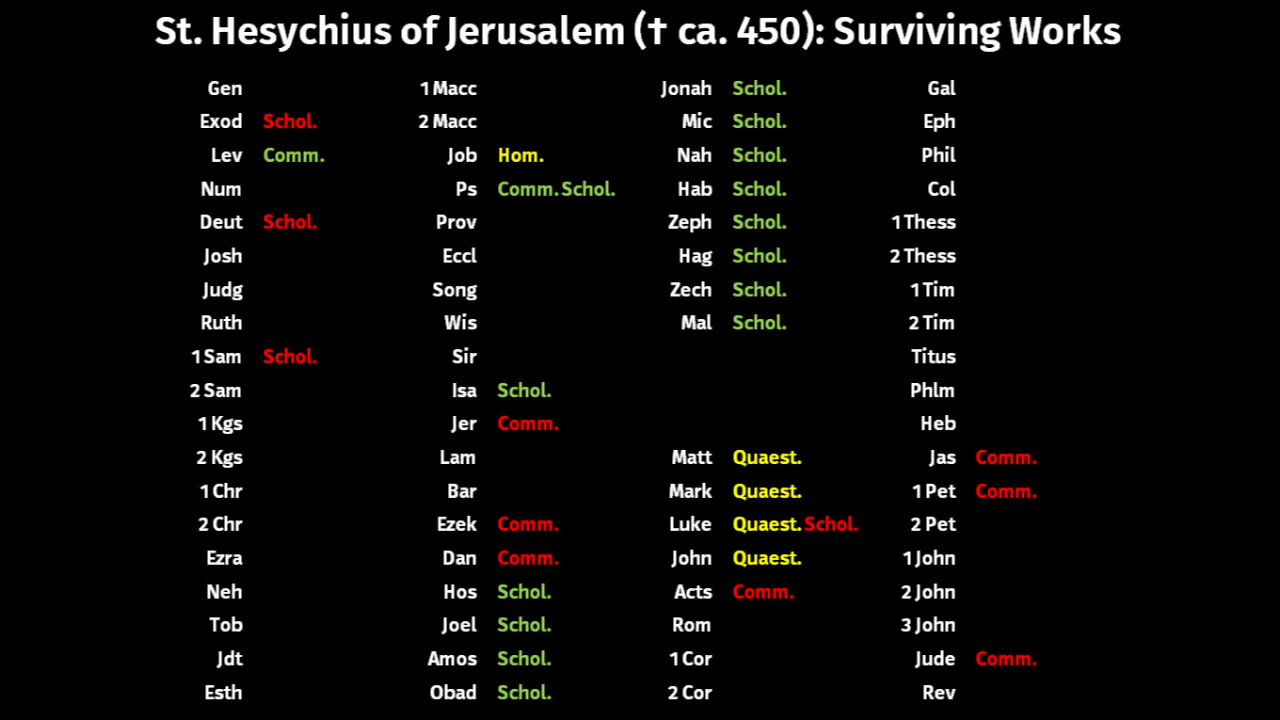 St. Hesychius of Jerusalem († ca. 450): Surviving Works
Gen
Exod Schol.
Lev Comm.
Num
Deut Schol.
Josh
Judg
Ruth
1 Sam Schol.
2 Sam
1 Kgs
2 Kgs
1 Chr
2 Chr
Ezra
Neh
Tob
Jdt
Esth
1 Macc
2 Macc
Job Hom.
Ps Comm. Schol.
Prov
Eccl
Song
Wis
Sir
Isa Schol.
Jer Comm.
Lam
Bar
Ezek Comm.
Dan Comm.
Hos Schol.
Joel Schol.
Amos Schol.
Obad Schol.
Jonah Schol.
Mic Schol.
Nah Schol.
Hab Schol.
Zeph Schol.
Hag Schol.
Zech Schol.
Mal Schol.
Matt Quaest.
Mark Quaest.
Luke Quaest. Schol.
John Quaest.
Acts Comm.
Rom
1 Cor
2 Cor
Gal
Eph
Phil
Col
1 Thess
2 Thess
1 Tim
2 Tim
Titus
Phlm
Heb
Jas Comm.
1 Pet Comm.
2 Pet
1 John
2 John
3 John
Jude Comm.
Rev